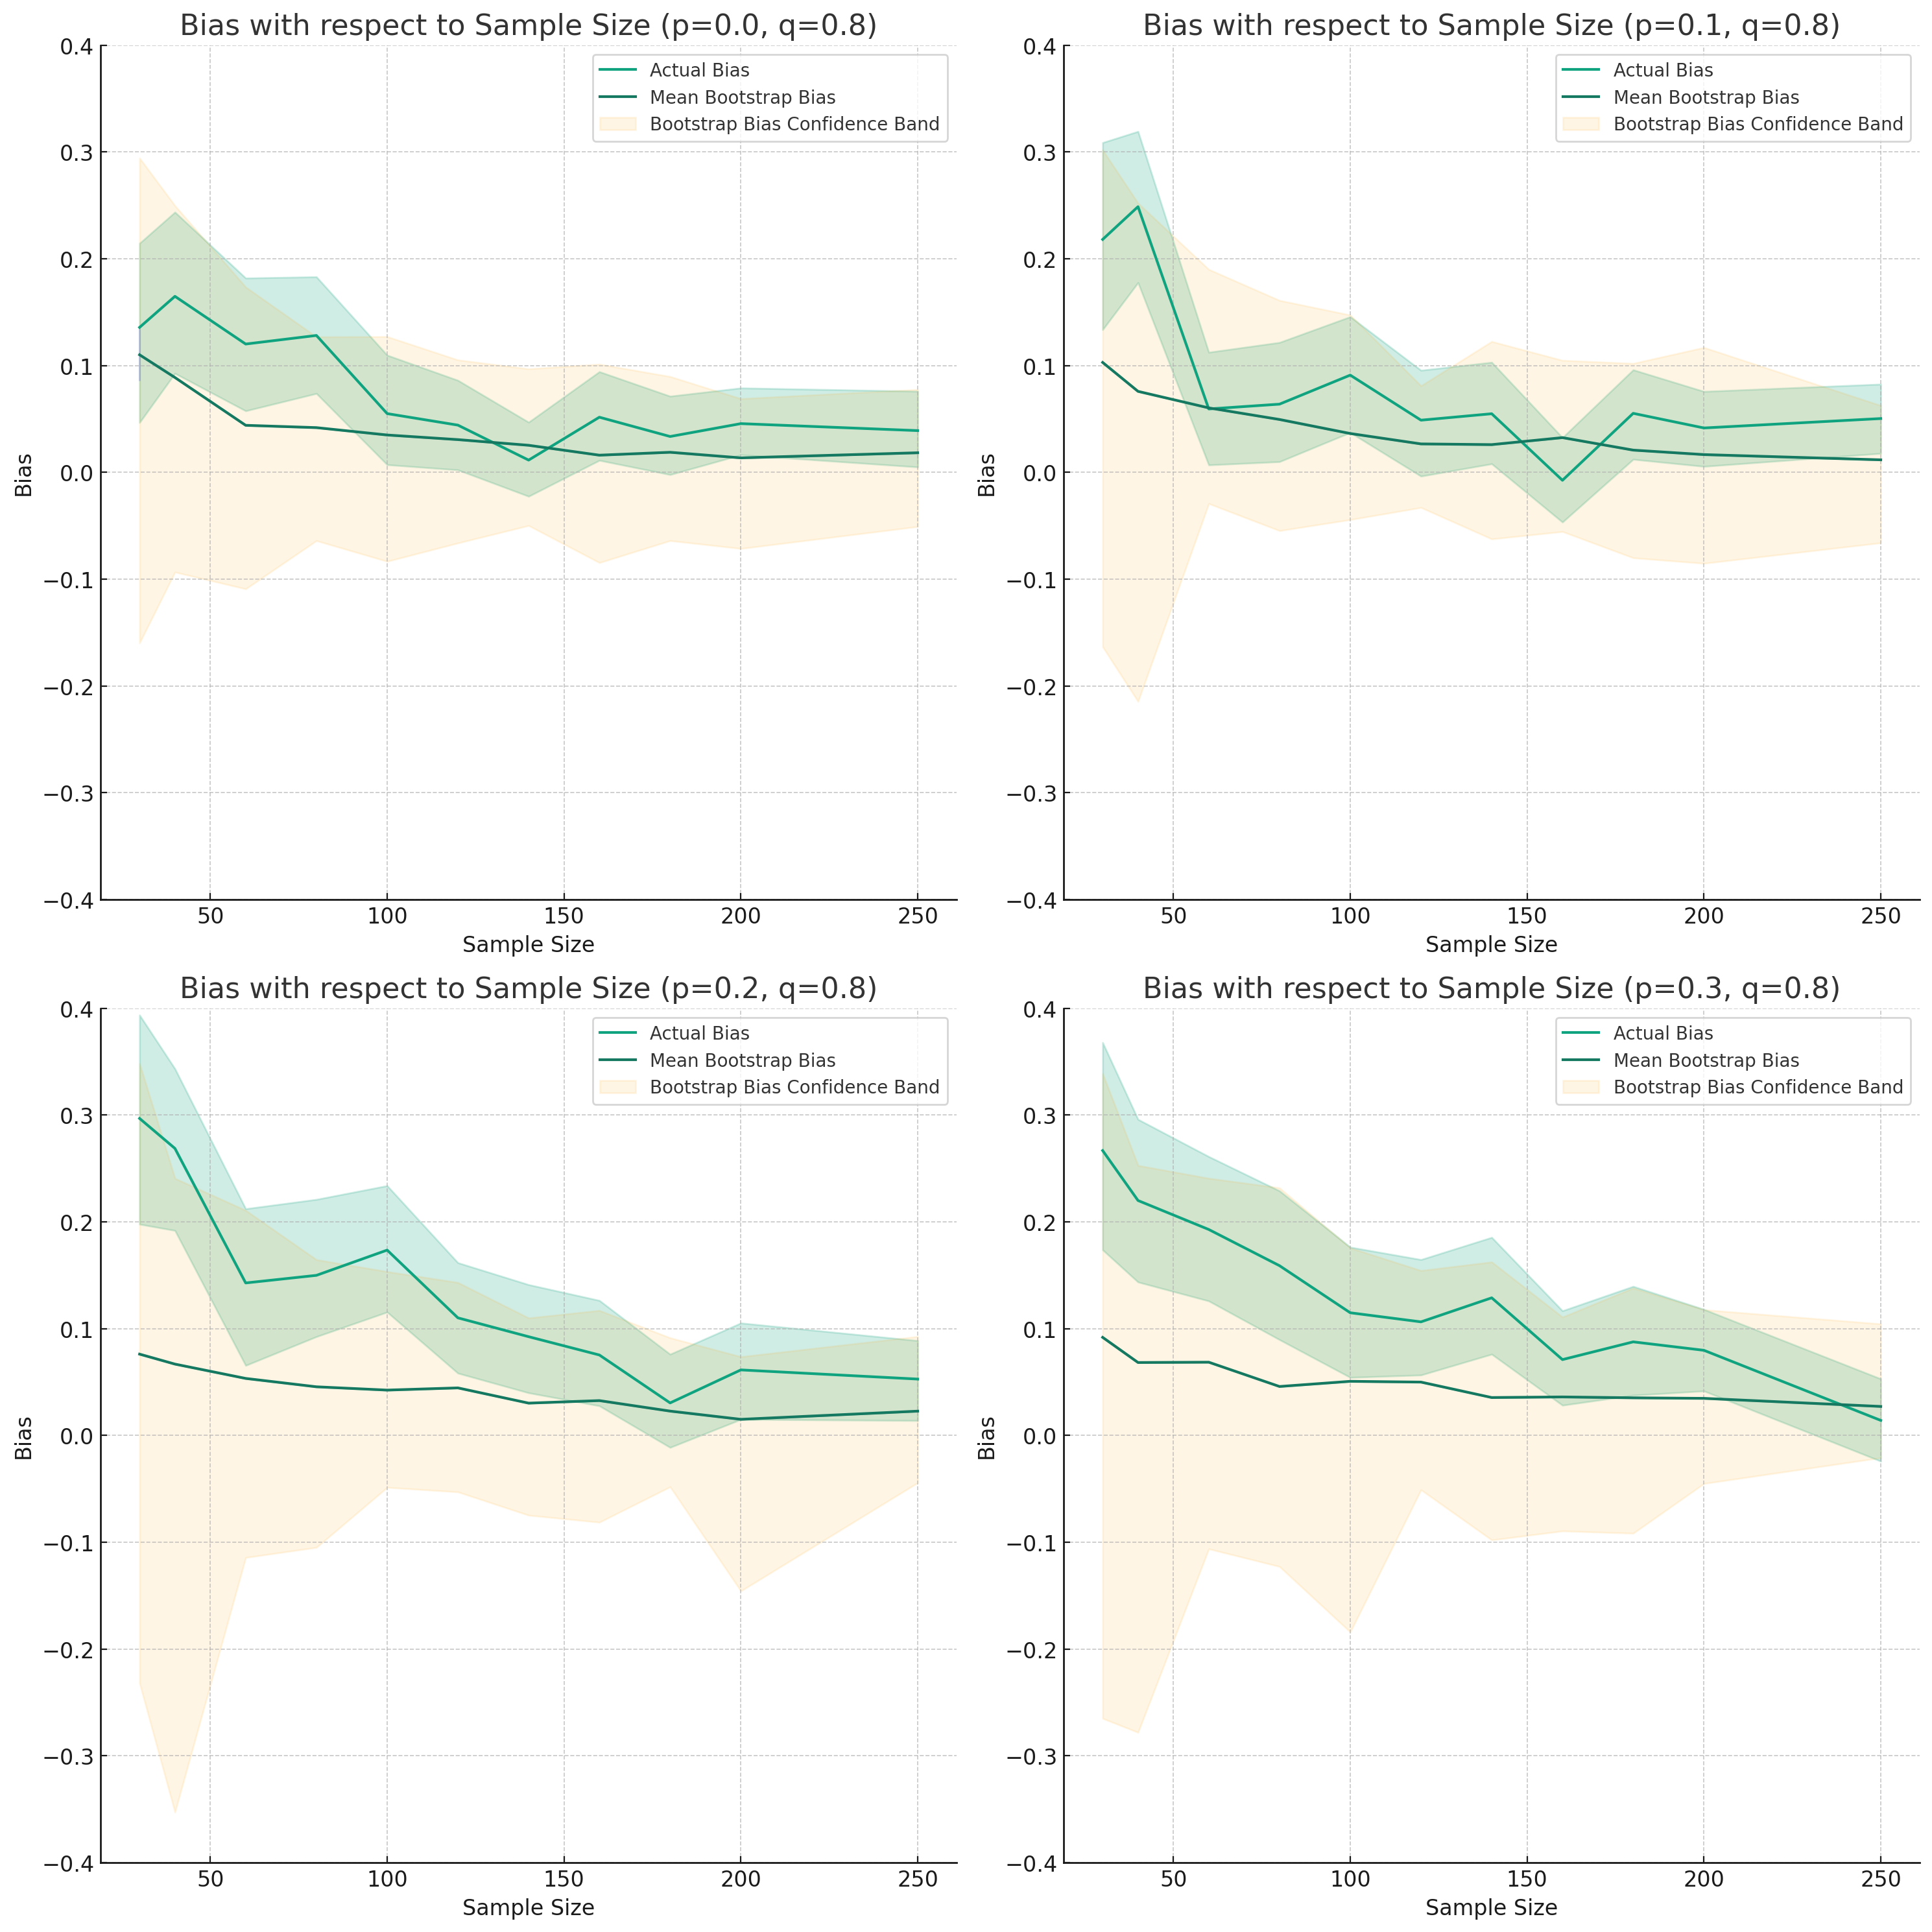 Bias with respect to Sample Size (p=0.0, q=0.8)
Actual Bias
Mean Bootstrap Bias
Bootstrap Bias Confidence Band
0.4
0.3
0.2
0.1
0.0
−0.1
−0.2
−0.3
−0.4
Bias
50 100 150 200 250
Sample Size
Bias with respect to Sample Size (p=0.1, q=0.8)
Actual Bias
Mean Bootstrap Bias
Bootstrap Bias Confidence Band
0.4
0.3
0.2
0.1
0.0
−0.1
−0.2
−0.3
−0.4
Bias
50 100 150 200 250
Sample Size
Bias with respect to Sample Size (p=0.2, q=0.8)
Actual Bias
Mean Bootstrap Bias
Bootstrap Bias Confidence Band
0.4
0.3
0.2
0.1
0.0
−0.1
−0.2
−0.3
−0.4
Bias
50 100 150 200 250
Sample Size
Bias with respect to Sample Size (p=0.3, q=0.8)
Actual Bias
Mean Bootstrap Bias
Bootstrap Bias Confidence Band
0.4
0.3
0.2
0.1
0.0
−0.1
−0.2
−0.3
−0.4
Bias
50 100 150 200 250
Sample Size